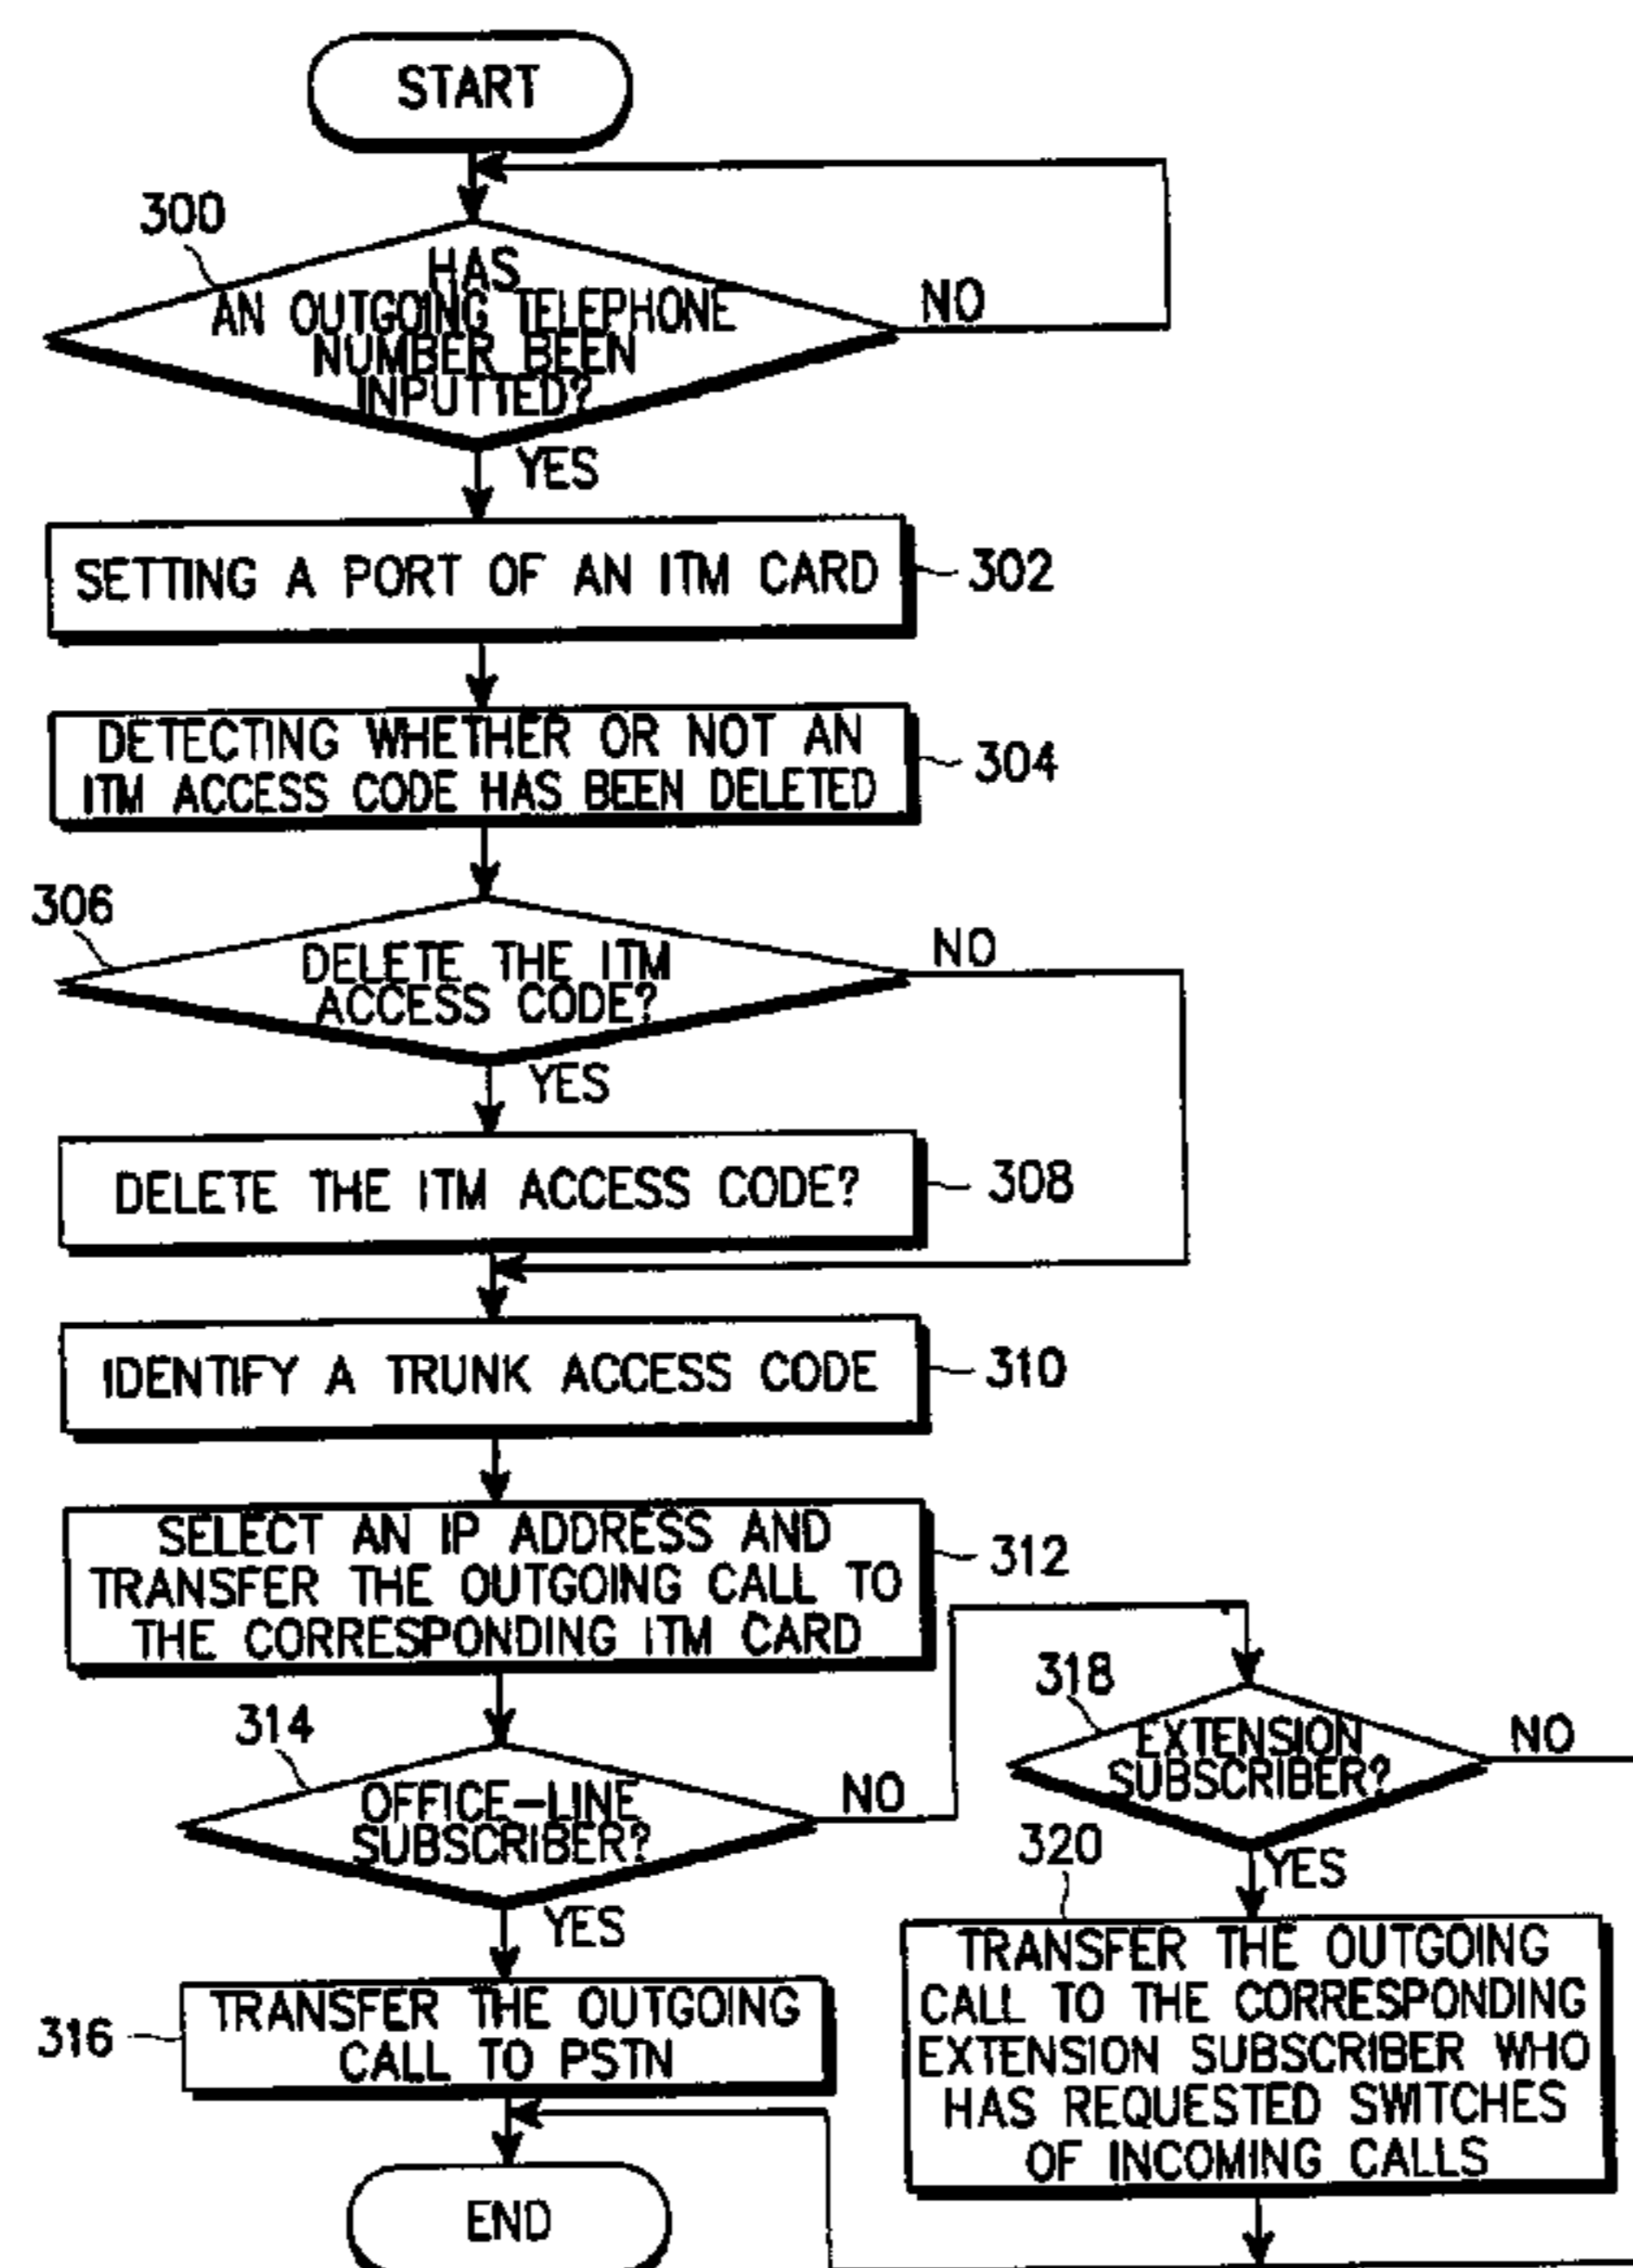 START
300
HAS
AN OUTGOING TELEPHONE
NUMBER BEEN
INPUTTED?
NO
YES
SETTING A PORT OF AN ITM CARD
302
DETECTING WHETHER OR NOT AN
ITM ACCESS CODE HAS BEEN DELETED
304
306
DELETE THE ITM
ACCESS CODE?
NO
YES
DELETE THE ITM ACCESS CODE?
308
IDENTIFY A TRUNK ACCESS CODE
310
SELECT AN IP ADDRESS AND
TRANSFER THE OUTGOING CALL TO
THE CORRESPONDING ITM CARD
312
314
OFFICE-LINE
SUBSCRIBER?
NO
YES
316
TRANSFER THE OUTGOING
CALL TO PSTN
END
318
EXTENSION
SUBSCRIBER?
NO
YES
320
TRANSFER THE OUTGOING
CALL TO THE CORRESPONDING
EXTENSION SUBSCRIBER WHO
HAS REQUESTED SWITCHES
OF INCOMING CALLS